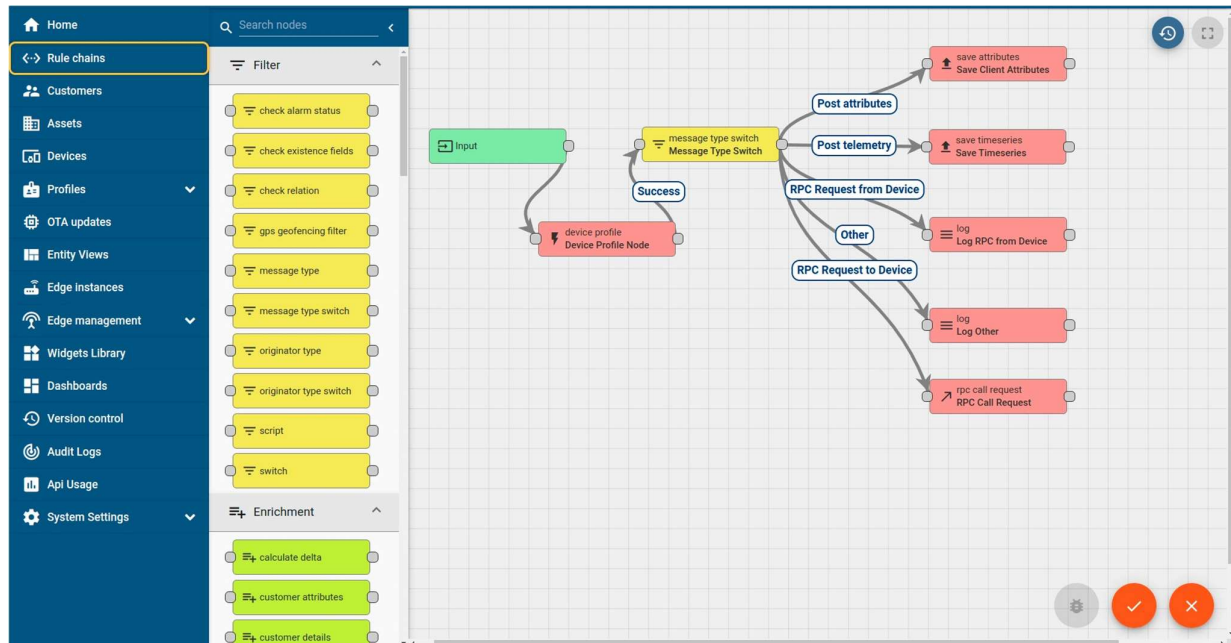 Home
Rule chains
Customers
Assets
Devices
Profiles
OTA updates
Entity Views
Edge instances
Edge management
Widgets Library
Dashboards
Version control
Audit Logs
Api Usage
System Settings
Search nodes
Filter
check alarm status
check existence fields
check relation
gps geofencing filter
message type
message type switch
originator type
originator type switch
script
switch
Enrichment
calculate delta
customer attributes
customer details
Input
device profile
Device Profile Node
Success
message type switch
Message Type Switch
Post attributes
Post telemetry
RPC Request from Device
Other
RPC Request to Device
save attributes
Save Client Attributes
save timeseries
Save Timeseries
log
Log RPC from Device
log
Log Other
rpc call request
RPC Call Request